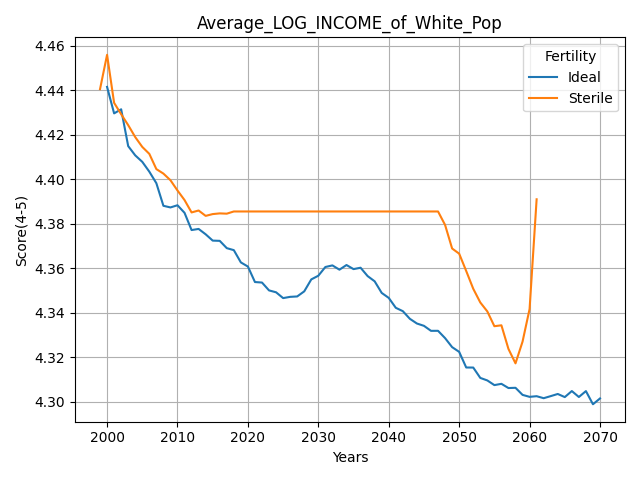 Average_LOG_INCOME_of_White_Pop
Fertility
Ideal
Sterile
Score(4-5)
4.46
4.44
4.42
4.40
4.38
4.36
4.34
4.32
4.30
2000 2010 2020 2030 2040 2050 2060 2070
Years